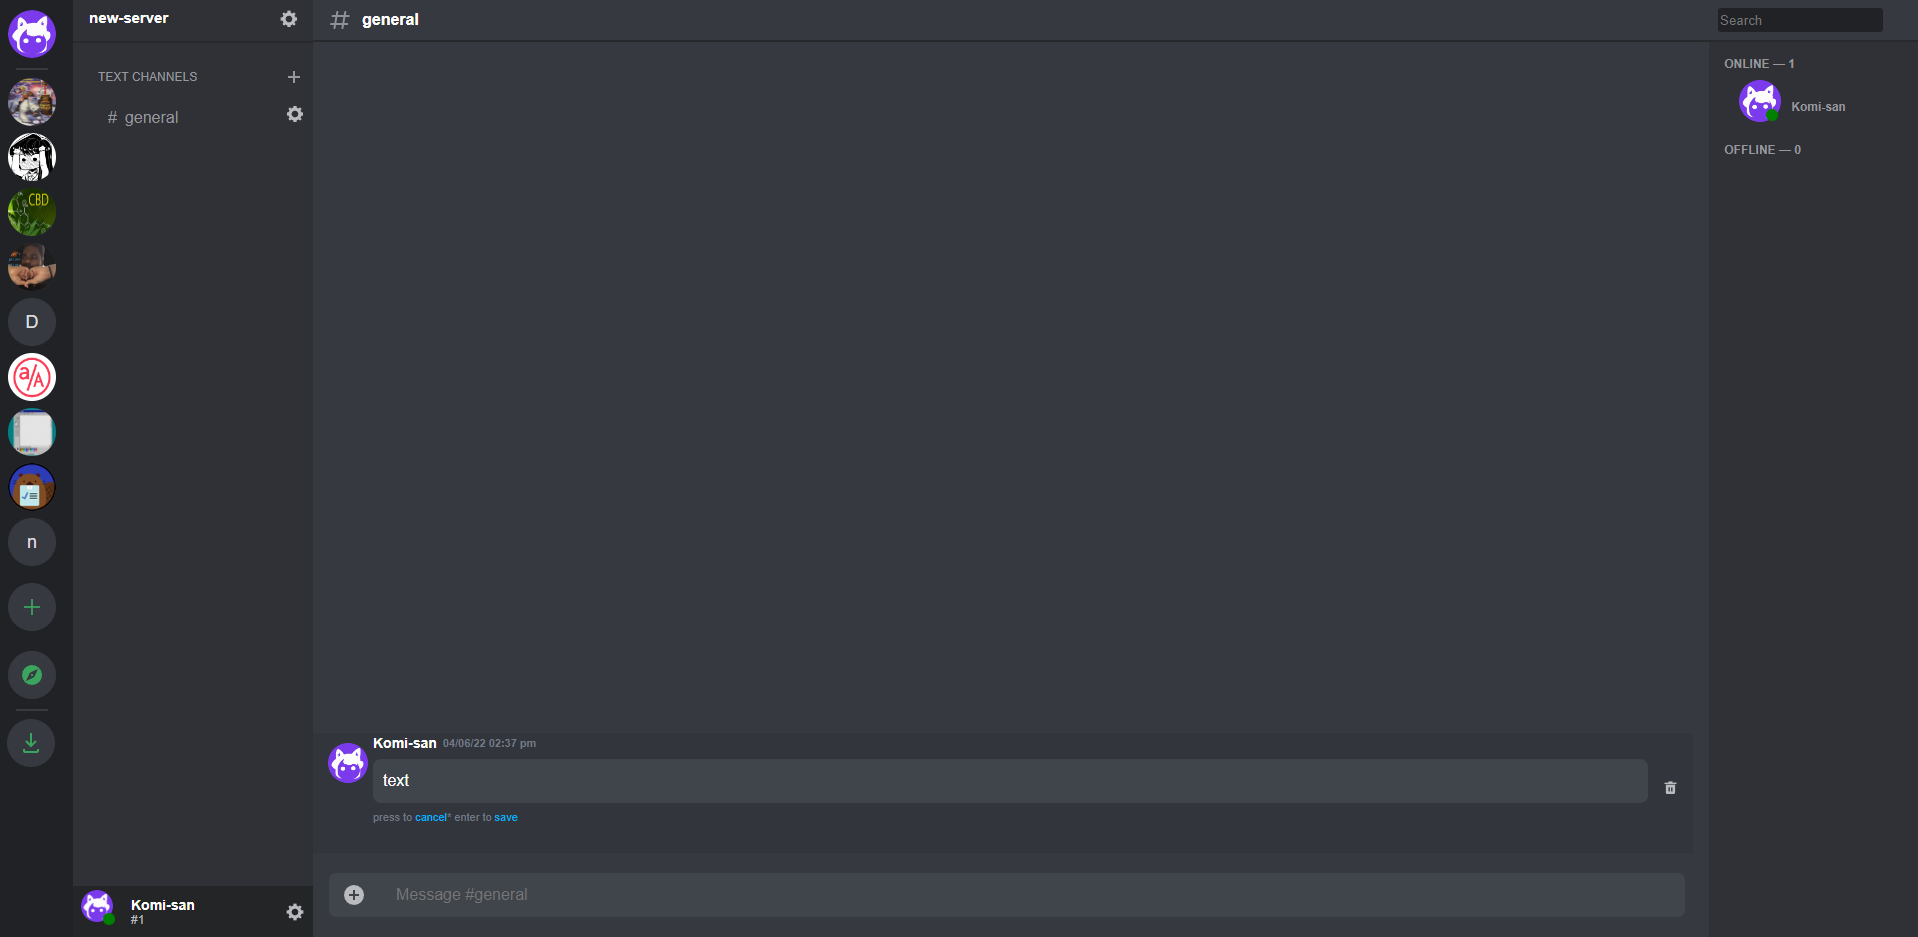 new-server
# general
Search
TEXT CHANNELS +
# general
CBD
D
a/A
n
ONLINE — 1
Komi-san
OFFLINE — 0
Komi-san 04/06/22 02:37 pm
text
press to cancel* enter to save
Message #general
Komi-san
#1